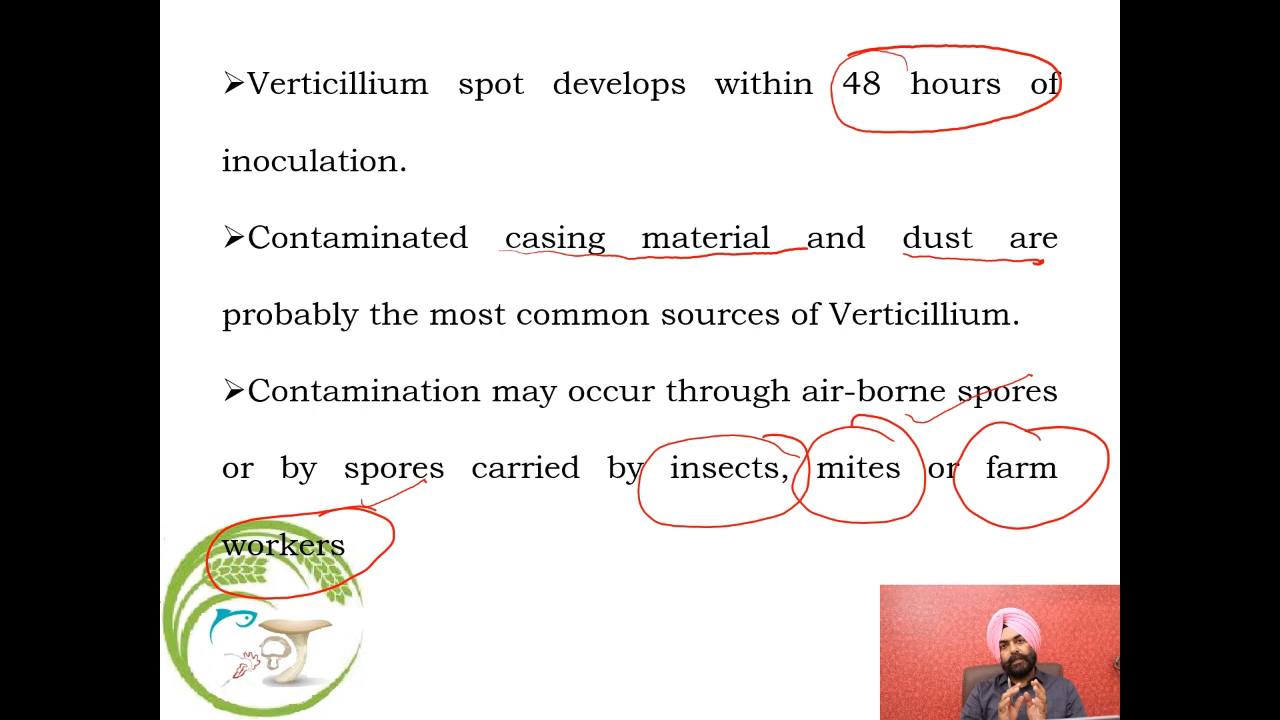 ➢Verticillium spot develops within 48 hours of
inoculation.
➢Contaminated casing material and dust are
probably the most common sources of Verticillium.
➢Contamination may occur through air-borne spores
or by spores carried by insects, mites or farm
workers